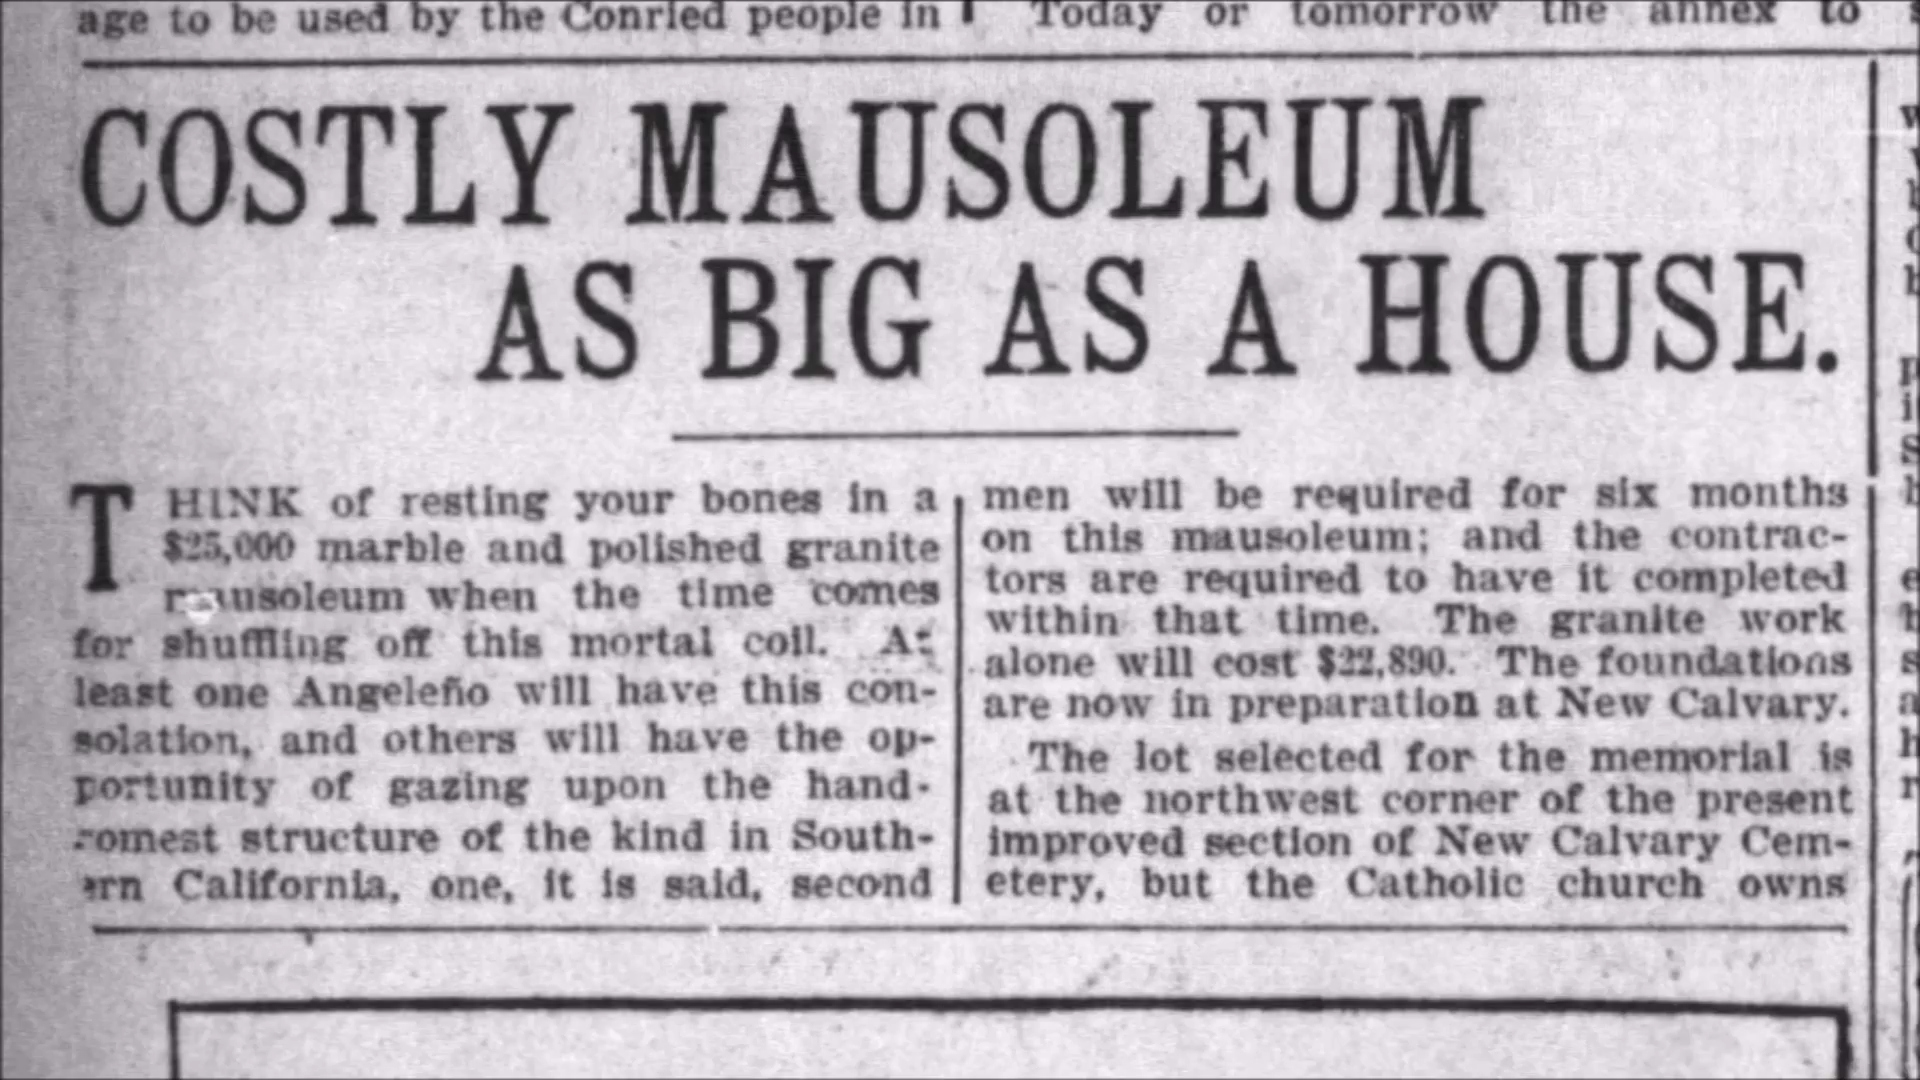 age to be used by the Conried people in
Today or tomorrow the annex to
COSTLY MAUSOLEUM
AS BIG AS A HOUSE.
THINK of resting your bones in a
$25,000 marble and polished granite
mausoleum when the time comes
for shuffling off this mortal coil. At
least one Angeleño will have this con-
solation, and others will have the op-
portunity of gazing upon the hand-
somest structure of the kind in South-
ern California, one, it is said, second
men will be required for six months
on this mausoleum; and the contrac-
tors are required to have it completed
within that time. The granite work
alone will cost $22,890. The foundations
are now in preparation at New Calvary.
The lot selected for the memorial is
at the northwest corner of the present
improved section of New Calvary Cem-
etery, but the Catholic church owns